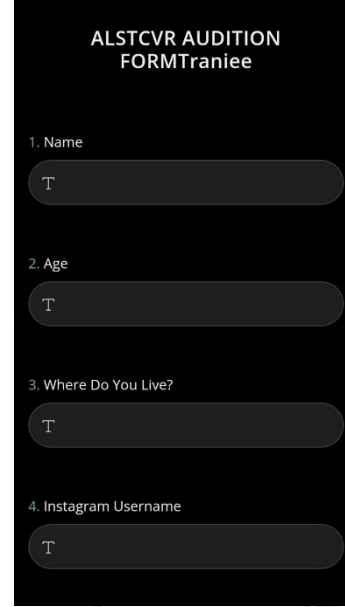 ALSTCVR AUDITION
FORMTraniee
1. Name
T
2. Age
T
3. Where Do You Live?
T
4. Instagram Username
T